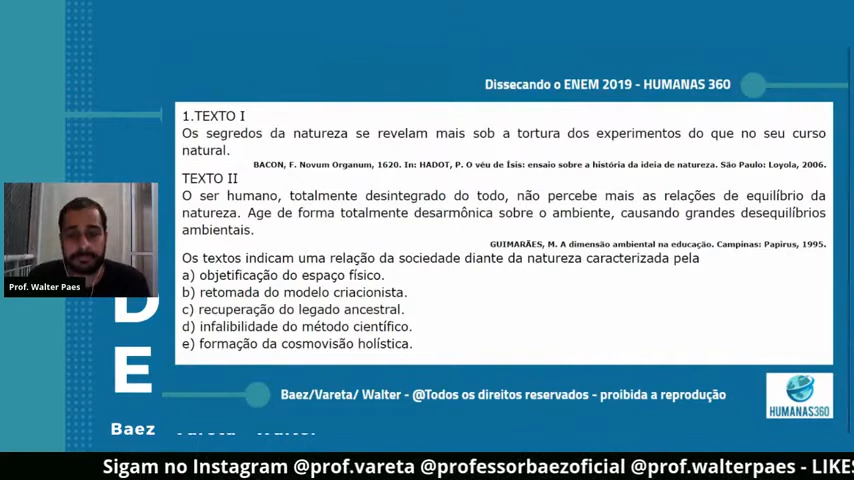 Dissecando o ENEM 2019 - HUMANAS 360
1.TEXTO I
Os segredos da natureza se revelam mais sob a tortura dos experimentos do que no seu curso
natural.
BACON, F. Novum Organum, 1620. In: HADOT, P. O véu de Ísis: ensaio sobre a história da ideia de natureza. São Paulo: Loyola, 2006.
TEXTO II
O ser humano, totalmente desintegrado do todo, não percebe mais as relações de equilíbrio da
natureza. Age de forma totalmente desarmônica sobre o ambiente, causando grandes desequilíbrios
ambientais.
GUIMARÃES, M. A dimensão ambiental na educação. Campinas: Papirus, 1995.
Os textos indicam uma relação da sociedade diante da natureza caracterizada pela
a) objetificação do espaço físico.
b) retomada do modelo criacionista.
c) recuperação do legado ancestral.
d) infalibilidade do método científico.
e) formação da cosmovisão holística.
Prof. Walter Paes
D
E
Baez/Vareta/ Walter - @Todos os direitos reservados - proibida a reprodução
HUMANAS360
Baez
Sigam no Instagram @prof.vareta @professorbaezoficial @prof.walterpaes - LIKES